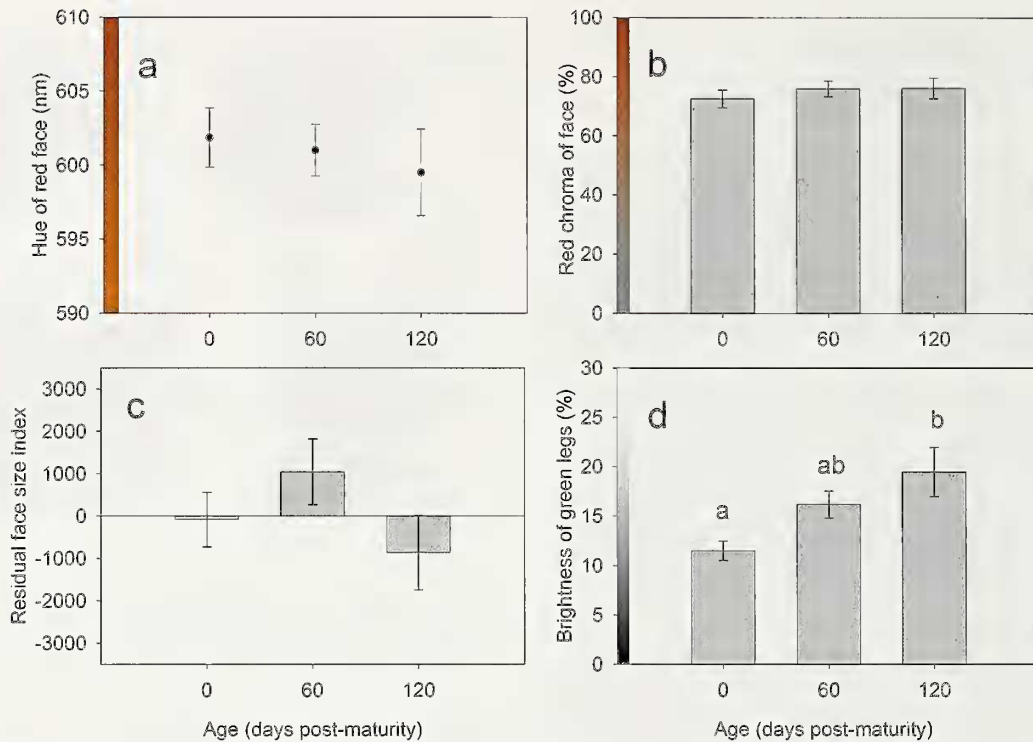 a
Hue of red face (nm)
610
605
600
595
590
0 60 120
b
Red chroma of face (%)
100
80
60
40
20
0
0 60 120
c
Residual face size index
3000
2000
1000
0
-1000
-2000
-3000
0 60 120
Age (days post-maturity)
d
Brightness of green legs (%)
30
25
20
15
10
5
0
a
ab
b
0 60 120
Age (days post-maturity)